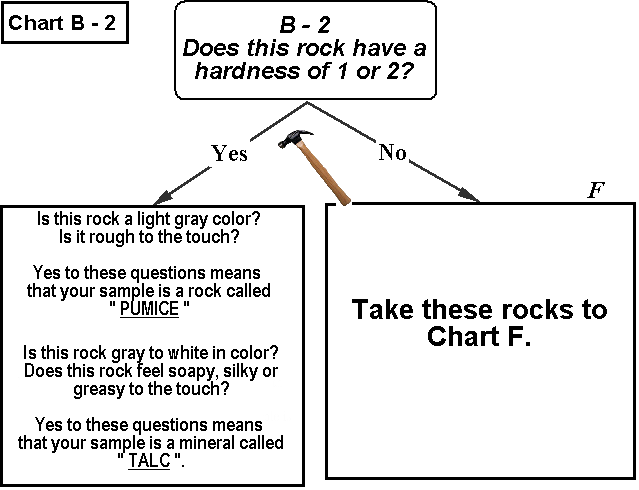 Chart B - 2
B - 2
Does this rock have a
hardness of 1 or 2?
Yes
No
F
Is this rock a light gray color?
Is it rough to the touch?
Yes to these questions means
that your sample is a rock called
" PUMICE "
Is this rock gray to white in color?
Does this rock feel soapy, silky or
greasy to the touch?
Yes to these questions means
that your sample is a mineral called
" TALC ".
Take these rocks to
Chart F.